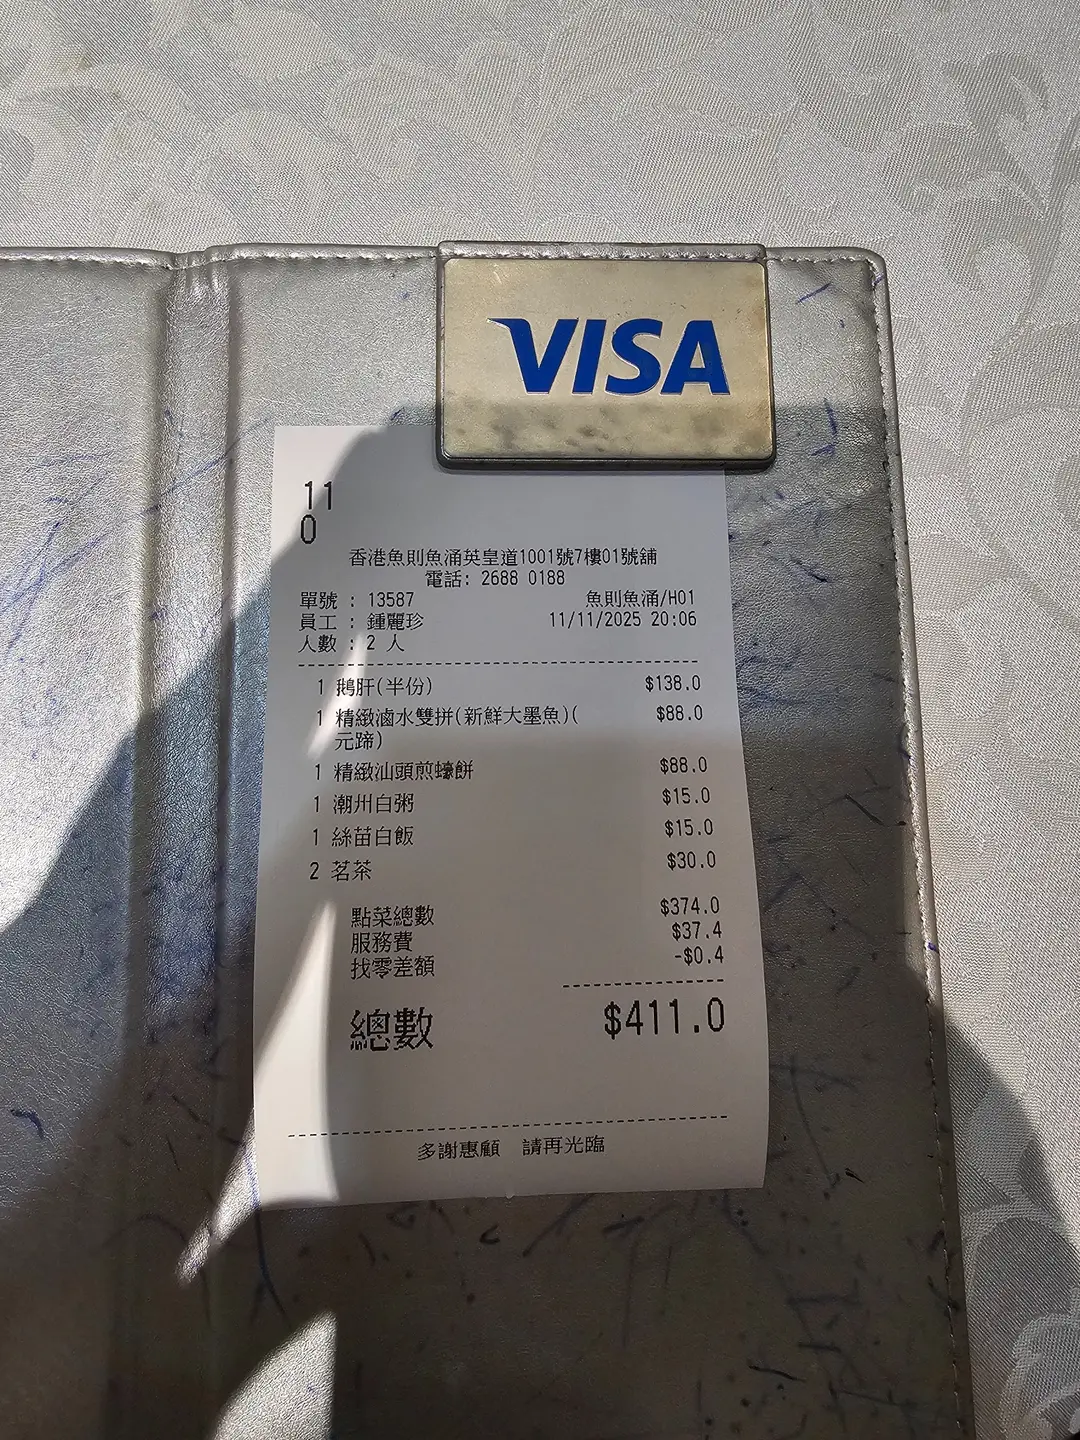 VISA
11
0
香港魚則魚涌英皇道1001號7樓01號舖
電話: 2688 0188
單號 : 13587 魚則魚涌/H01
員工 : 鍾麗珍 11/11/2025 20:06
人數 : 2 人
1 鵝肝(半份) $138.0
1 精緻滷水雙拼(新鮮大墨魚)( $88.0
元蹄)
1 精緻汕頭煎蠔餅 $88.0
1 潮州白粥 $15.0
1 絲苗白飯 $15.0
2 茗茶 $30.0
點菜總數 $374.0
服務費 $37.4
找零差額 -$0.4
總數 $411.0
多謝惠顧 請再光臨